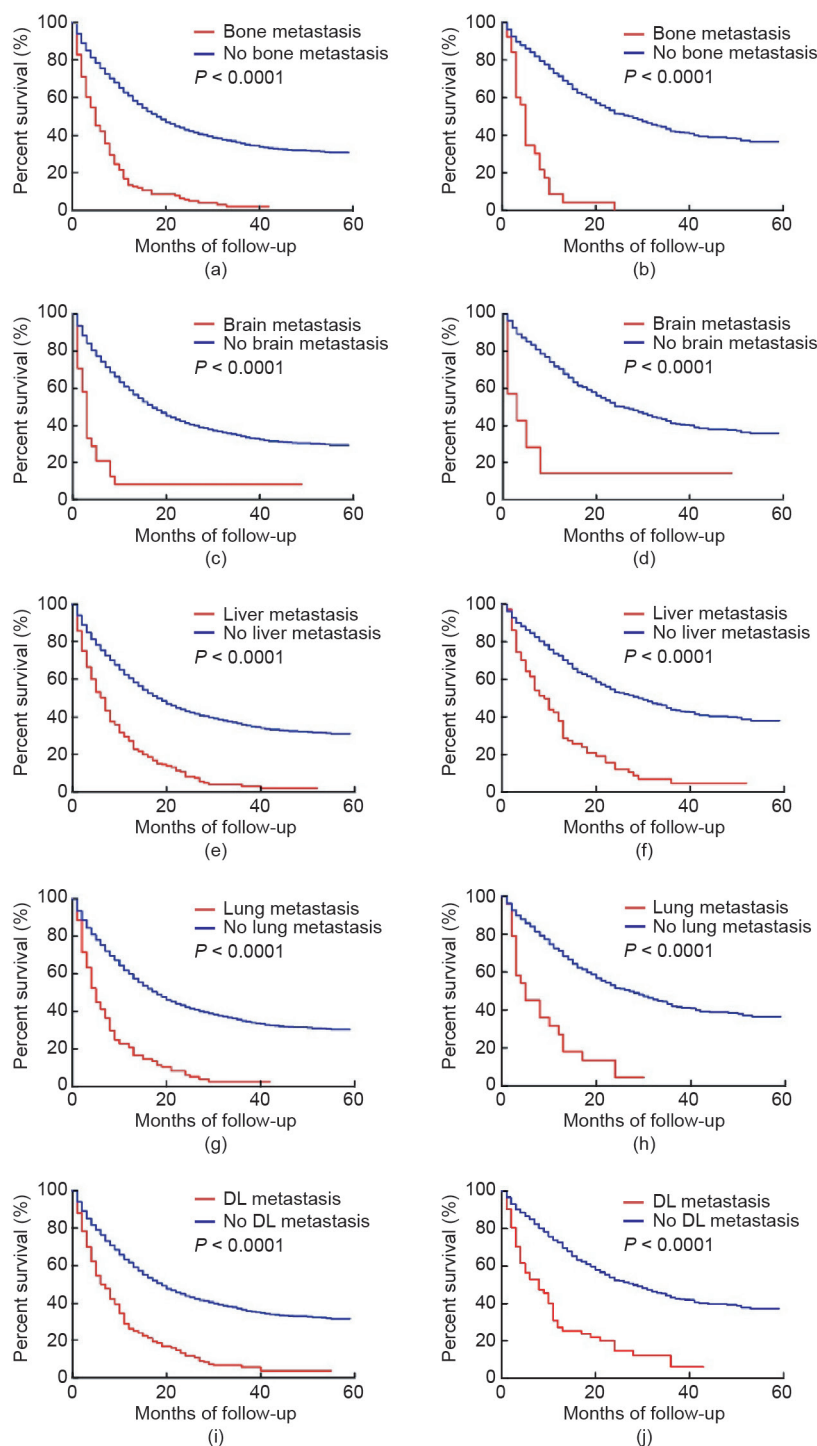 Percent survival (%)
100
80
60
40
20
0
0
20
40
60
Bone metastasis
No bone metastasis
P < 0.0001
Months of follow-up
(a)
Percent survival (%)
100
80
60
40
20
0
0
20
40
60
Bone metastasis
No bone metastasis
P < 0.0001
Months of follow-up
(b)
Percent survival (%)
100
80
60
40
20
0
0
20
40
60
Brain metastasis
No brain metastasis
P < 0.0001
Months of follow-up
(c)
Percent survival (%)
100
80
60
40
20
0
0
20
40
60
Brain metastasis
No brain metastasis
P < 0.0001
Months of follow-up
(d)
Percent survival (%)
100
80
60
40
20
0
0
20
40
60
Liver metastasis
No liver metastasis
P < 0.0001
Months of follow-up
(e)
Percent survival (%)
100
80
60
40
20
0
0
20
40
60
Liver metastasis
No liver metastasis
P < 0.0001
Months of follow-up
(f)
Percent survival (%)
100
80
60
40
20
0
0
20
40
60
Lung metastasis
No lung metastasis
P < 0.0001
Months of follow-up
(g)
Percent survival (%)
100
80
60
40
20
0
0
20
40
60
Lung metastasis
No lung metastasis
P < 0.0001
Months of follow-up
(h)
Percent survival (%)
100
80
60
40
20
0
0
20
40
60
DL metastasis
No DL metastasis
P < 0.0001
Months of follow-up
(i)
Percent survival (%)
100
80
60
40
20
0
0
20
40
60
DL metastasis
No DL metastasis
P < 0.0001
Months of follow-up
(j)